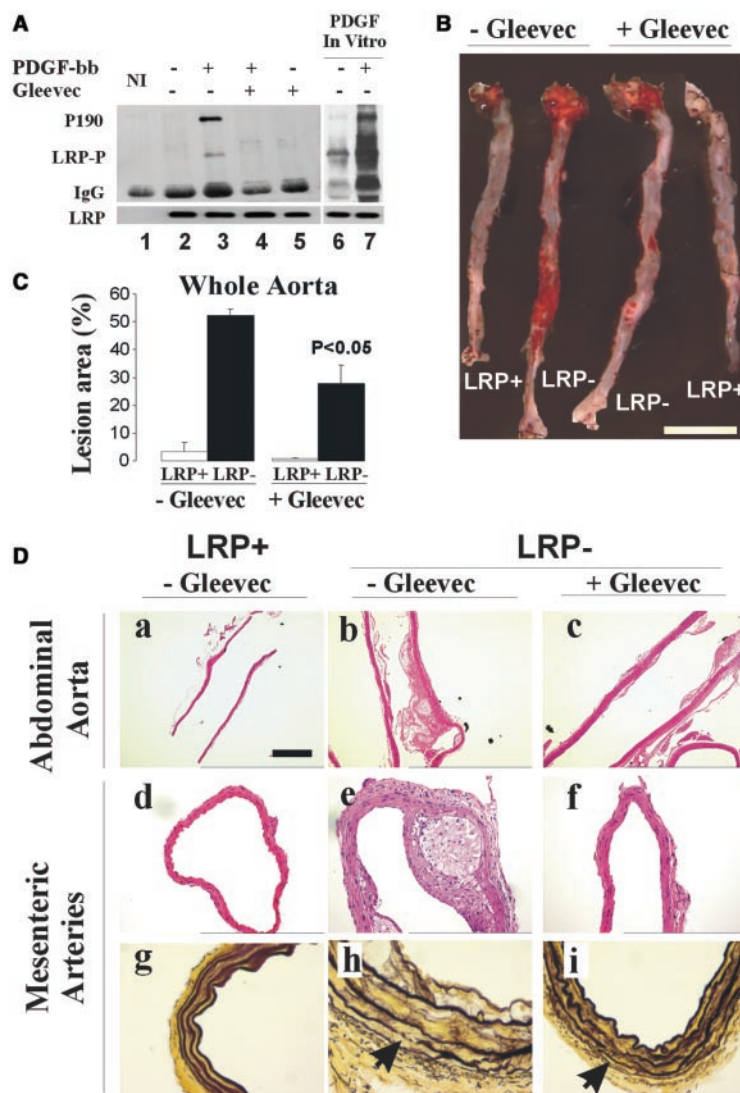 A
PDGF
In Vitro
PDGF-bb - + + - - +
Gleevec NI - - + + - -
P190
LRP-P
IgG
LRP
1 2 3 4 5 6 7
B
- Gleevec + Gleevec
LRP+ LRP- LRP- LRP+
C
Whole Aorta
Lesion area (%)
60
50
40
30
20
10
0
P<0.05
LRP+ LRP- LRP+ LRP-
- Gleevec + Gleevec
D
LRP+ LRP-
- Gleevec - Gleevec + Gleevec
Abdominal
Aorta
a b c
Mesenteric
Arteries
d e f
g h i